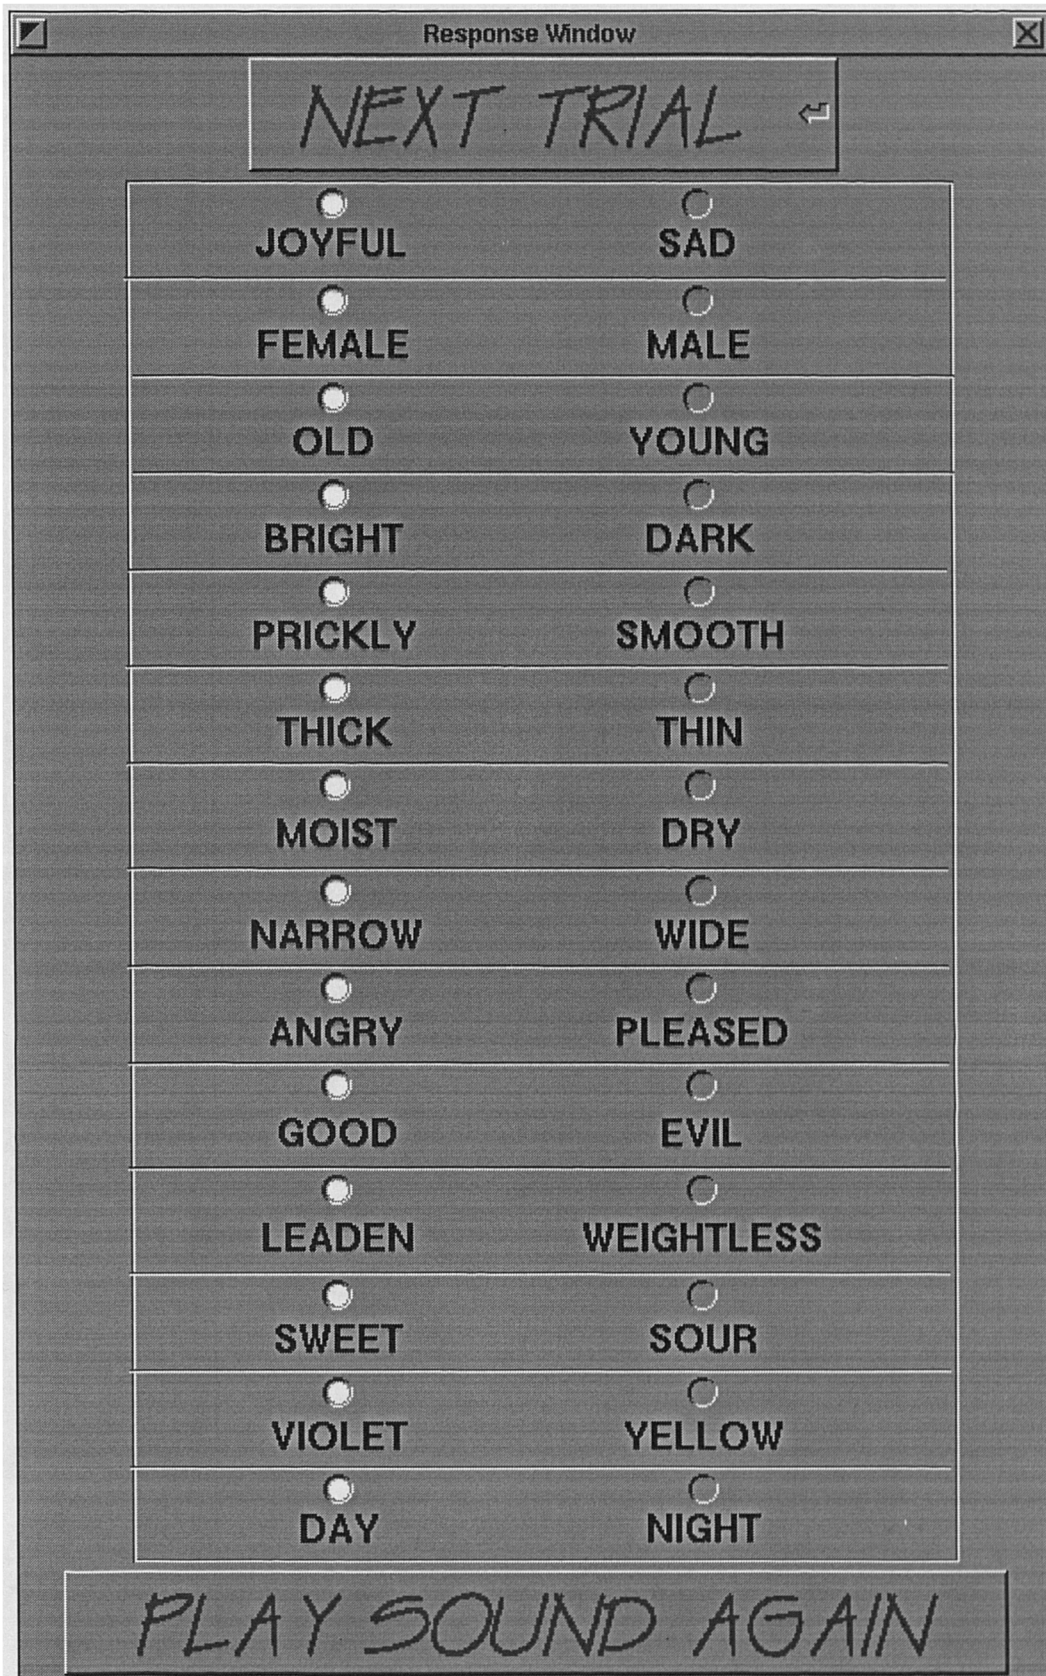 Response Window
NEXT TRIAL
JOYFUL SAD
FEMALE MALE
OLD YOUNG
BRIGHT DARK
PRICKLY SMOOTH
THICK THIN
MOIST DRY
NARROW WIDE
ANGRY PLEASED
GOOD EVIL
LEADEN WEIGHTLESS
SWEET SOUR
VIOLET YELLOW
DAY NIGHT
PLAY SOUND AGAIN